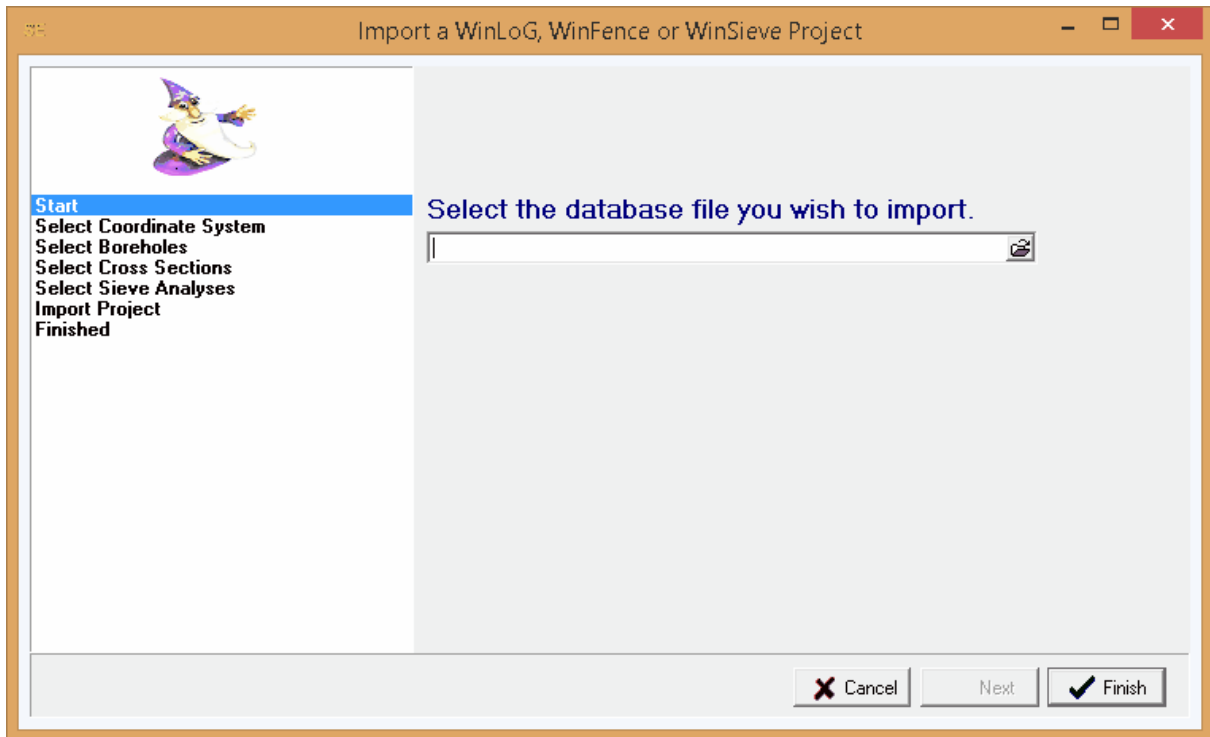 Import a WinLoG, WinFence or WinSieve Project
Start
Select Coordinate System
Select Boreholes
Select Cross Sections
Select Sieve Analyses
Import Project
Finished
Select the database file you wish to import.
Cancel
Next
Finish